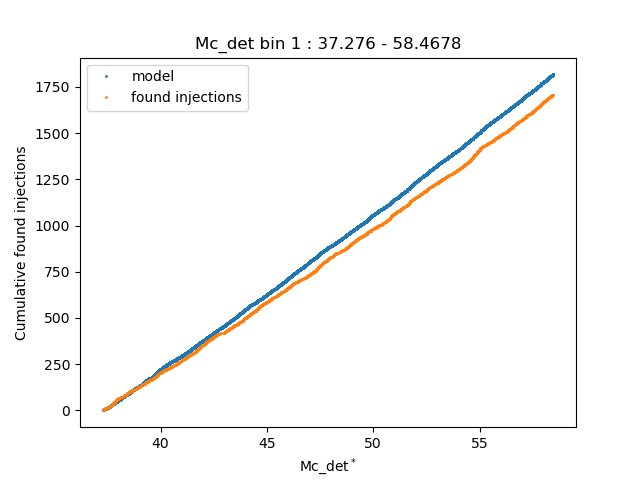 Mc_det bin 1 : 37.276 - 58.4678
model
found injections
1750
1500
1250
1000
750
500
250
0
Cumulative found injections
40 45 50 55
Mc_det*